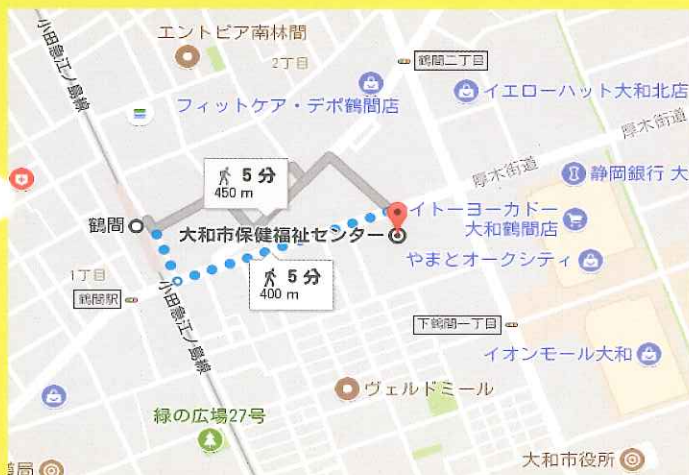 小田急江ノ島線
エントピア南林間
2丁目
鶴間二丁目
イエローハット大和北店
フィットケア・デポ鶴間店
厚木街道
5 分
450 m
厚木街道
静岡銀行 大
鶴間
大和市保健福祉センター
イトーヨーカドー
大和鶴間店
やまとオークシティ
1丁目
5 分
400 m
鶴間駅
小田急江ノ島線
下鶴間一丁目
イオンモール大和
ヴェルドミール
緑の広場27号
大和市役所